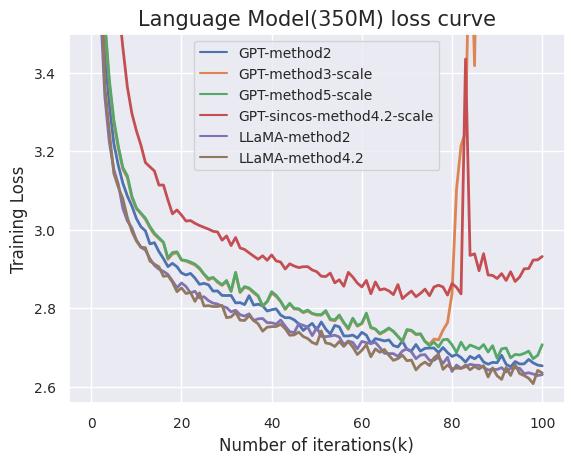 Language Model(350M) loss curve
GPT-method2
GPT-method3-scale
GPT-method5-scale
GPT-sincos-method4.2-scale
LLaMA-method2
LLaMA-method4.2
Training Loss
3.4
3.2
3.0
2.8
2.6
0 20 40 60 80 100
Number of iterations(k)